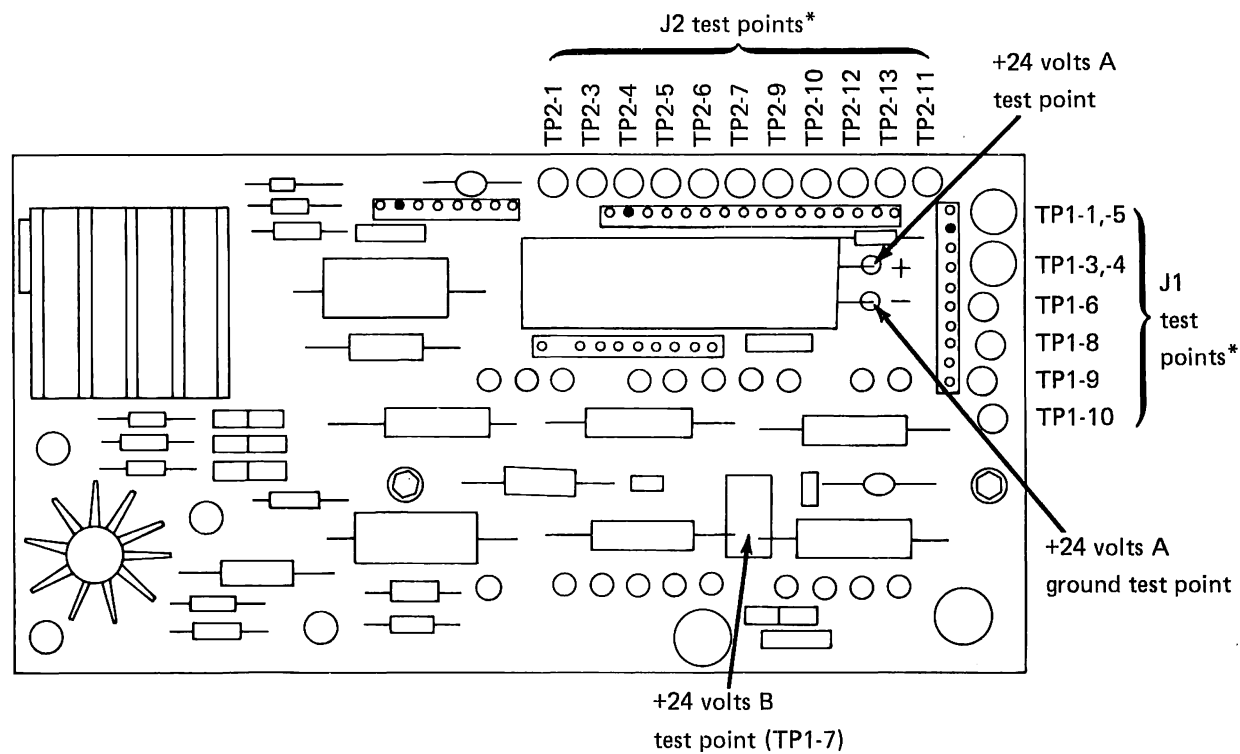 J2 test points*
+24 volts A
test point
TP2-1
TP2-3
TP2-4
TP2-5
TP2-6
TP2-7
TP2-9
TP2-10
TP2-12
TP2-13
TP2-11
TP1-1,-5
TP1-3,-4
TP1-6
TP1-8
TP1-9
TP1-10
J1
test
points*
+
−
+24 volts A
ground test point
+24 volts B
test point (TP1-7)